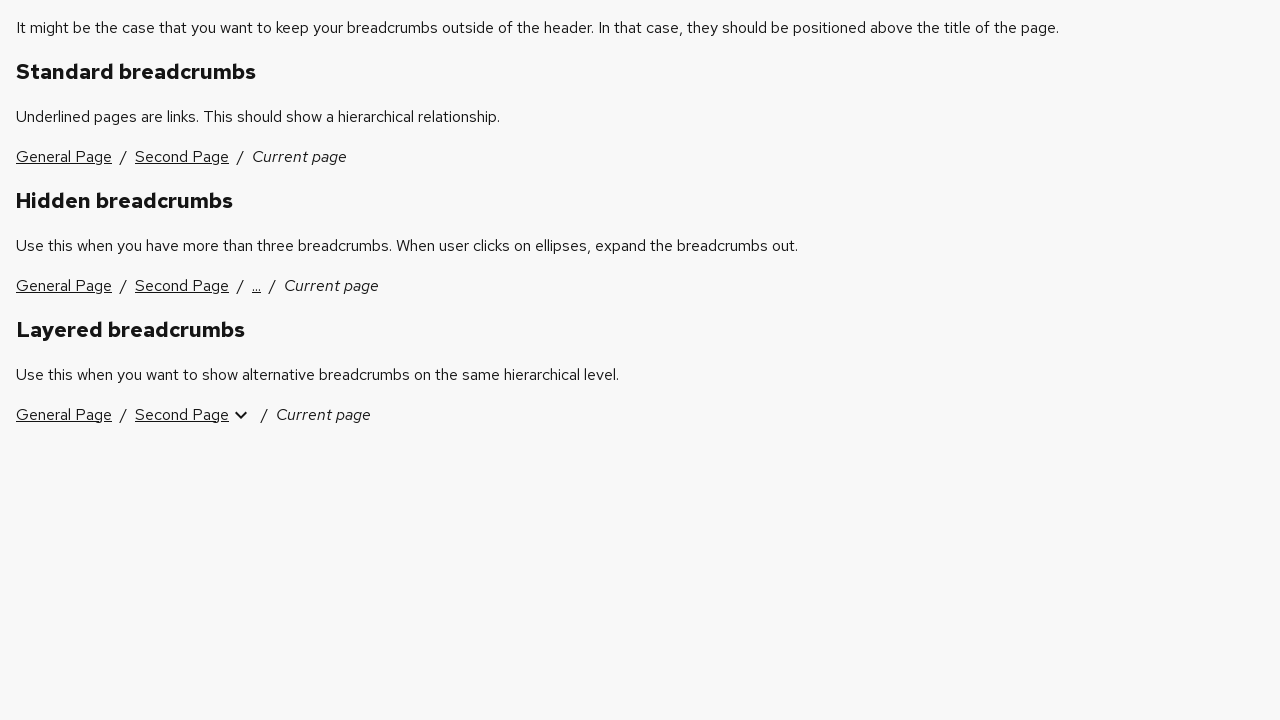 It might be the case that you want to keep your breadcrumbs outside of the header. In that case, they should be positioned above the title of the page.
Standard breadcrumbs
Underlined pages are links. This should show a hierarchical relationship.
General Page / Second Page / Current page
Hidden breadcrumbs
Use this when you have more than three breadcrumbs. When user clicks on ellipses, expand the breadcrumbs out.
General Page / Second Page / ... / Current page
Layered breadcrumbs
Use this when you want to show alternative breadcrumbs on the same hierarchical level.
General Page / Second Page / Current page